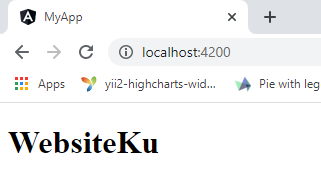 MyApp
localhost:4200
Apps
yii2-highcharts-wid...
Pie with leg
WebsiteKu